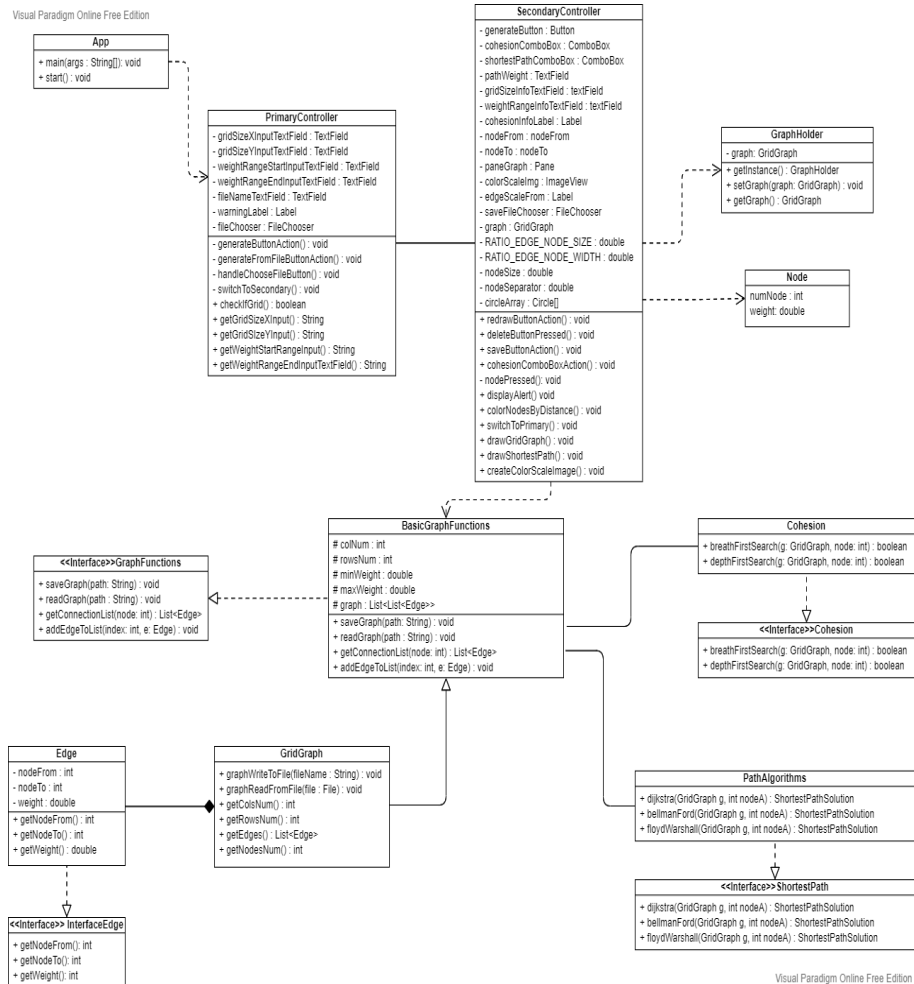 Visual Paradigm Online Free Edition
App
+ main(args : String[]): void
+ start() : void
PrimaryController
- gridSizeXInputTextField : TextField
- gridSizeYInputTextField : TextField
- weightRangeStartInputTextField : TextField
- weightRangeEndInputTextField : TextField
- fileNameTextField : TextField
- warningLabel : Label
- fileChooser : FileChooser
- generateButtonAction() : void
- generateFromFileButtonAction() : void
- handleChooseFileButton() : void
- switchToSecondary() : void
+ checkIfGrid() : boolean
+ getGridSizeXInput() : String
+ getGridSIzeYInput() : String
+ getWeightStartRangeInput() : String
+ getWeightRangeEndInputTextField() : String
SecondaryController
- generateButton : Button
- cohesionComboBox : ComboBox
- shortestPathComboBox : ComboBox
- pathWeight : TextField
- gridSizeInfoTextField : textField
- weightRangeInfoTextField : textField
- cohesionInfoLabel : Label
- nodeFrom : nodeFrom
- nodeTo : nodeTo
- paneGraph : Pane
- colorScaleImg : ImageView
- edgeScaleFrom : Label
- saveFileChooser : FileChooser
- graph : GridGraph
- RATIO_EDGE_NODE_SIZE : double
- RATIO_EDGE_NODE_WIDTH : double
- nodeSize : double
- nodeSeparator : double
- circleArray : Circle[]
+ redrawButtonAction() : void
+ deleteButtonPressed() : void
+ saveButtonAction() : void
+ cohesionComboBoxAction() : void
- nodePressed(): void
+ displayAlert() void
+ colorNodesByDistance() : void
+ switchToPrimary() : void
+ drawGridGraph() : void
+ drawShortestPath() : void
+ createColorScaleImage() : void
GraphHolder
- graph: GridGraph
+ getInstance() : GraphHolder
+ setGraph(graph: GridGraph) : void
+ getGraph() : GridGraph
Node
numNode : int
weight: double
BasicGraphFunctions
# colNum : int
# rowsNum : int
# minWeight : double
# maxWeight : double
# graph : List<List<Edge>>
+ saveGraph(path: String) : void
+ readGraph(path : String) : void
+ getConnectionList(node: int) : List<Edge>
+ addEdgeToList(index: int, e: Edge) : void
<<Interface>>GraphFunctions
+ saveGraph(path: String) : void
+ readGraph(path : String) : void
+ getConnectionList(node: int) : List<Edge>
+ addEdgeToList(index: int, e: Edge) : void
Cohesion
+ breathFirstSearch(g: GridGraph, node: int) : boolean
+ depthFirstSearch(g: GridGraph, node: int) : boolean
<<Interface>>Cohesion
+ breathFirstSearch(g: GridGraph, node: int) : boolean
+ depthFirstSearch(g: GridGraph, node: int) : boolean
Edge
- nodeFrom : int
- nodeTo : int
- weight : double
+ getNodeFrom() : int
+ getNodeTo() : int
+ getWeight() : double
GridGraph
+ graphWriteToFile(fileName : String) : void
+ graphReadFromFile(file : File) : void
+ getColsNum() : int
+ getRowsNum() : int
+ getEdges() : List<Edge>
+ getNodesNum() : int
PathAlgorithms
+ dijkstra(GridGraph g, int nodeA) : ShortestPathSolution
+ bellmanFord(GridGraph g, int nodeA) : ShortestPathSolution
+ floydWarshall(GridGraph g, int nodeA) : ShortestPathSolution
<<Interface>>ShortestPath
+ dijkstra(GridGraph g, int nodeA) : ShortestPathSolution
+ bellmanFord(GridGraph g, int nodeA) : ShortestPathSolution
+ floydWarshall(GridGraph g, int nodeA) : ShortestPathSolution
<<Interface>> InterfaceEdge
+ getNodeFrom(): int
+ getNodeTo(): int
+ getWeight(): int
Visual Paradigm Online Free Edition